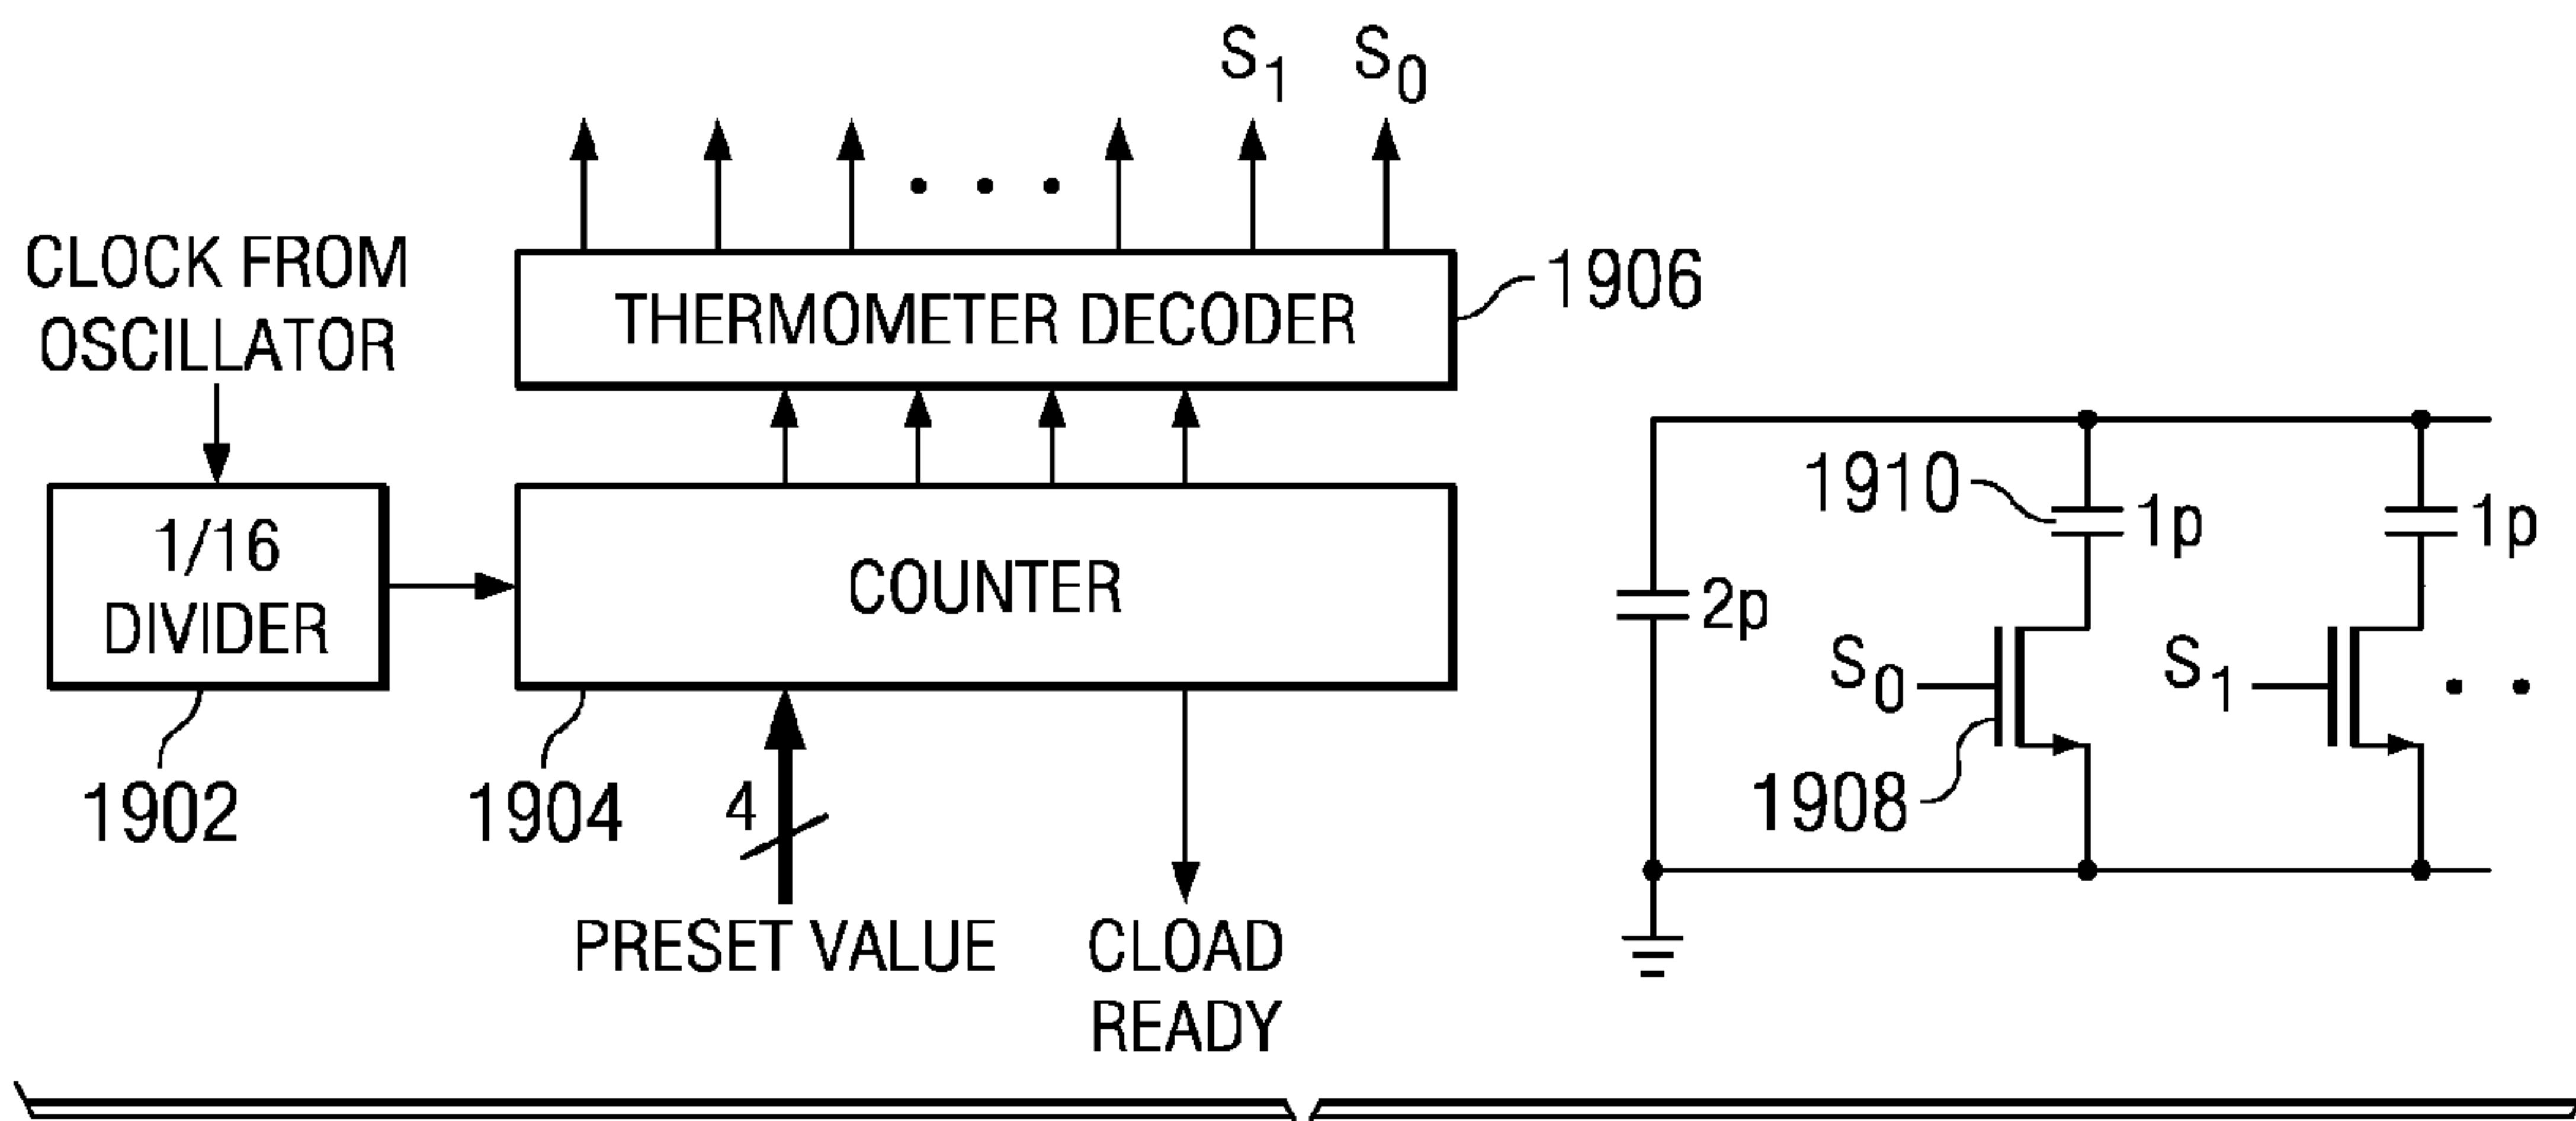 S1 S0
CLOCK FROM
OSCILLATOR
THERMOMETER DECODER
1906
1/16
DIVIDER
COUNTER
1902
1904
4
PRESET VALUE
CLOAD
READY
1910
1p
1p
2p
S0
S1
1908